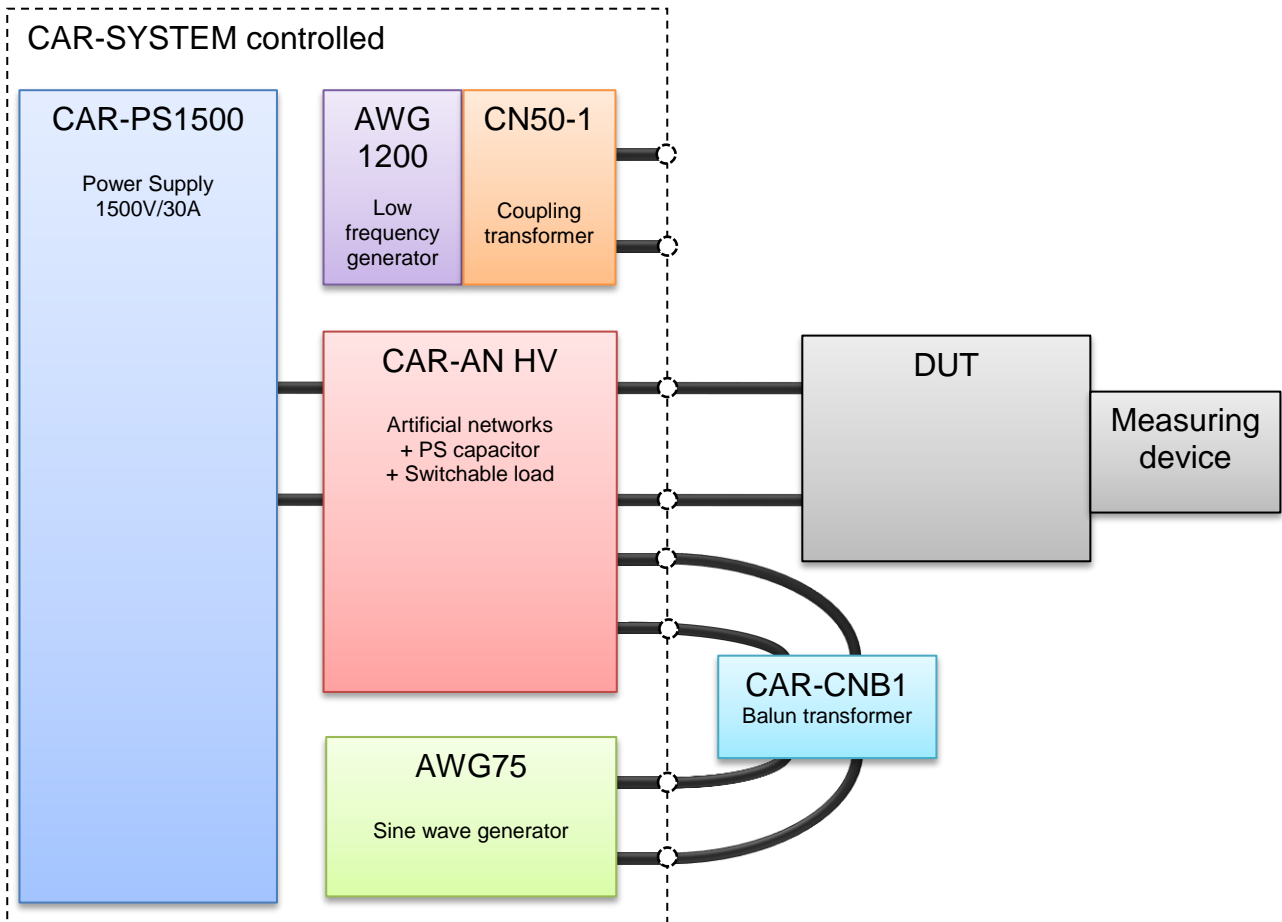 CAR-SYSTEM controlled
CAR-PS1500
Power Supply
1500V/30A
AWG
1200
Low
frequency
generator
CN50-1
Coupling
transformer
CAR-AN HV
Artificial networks
+ PS capacitor
+ Switchable load
DUT
Measuring
device
CAR-CNB1
Balun transformer
AWG75
Sine wave generator